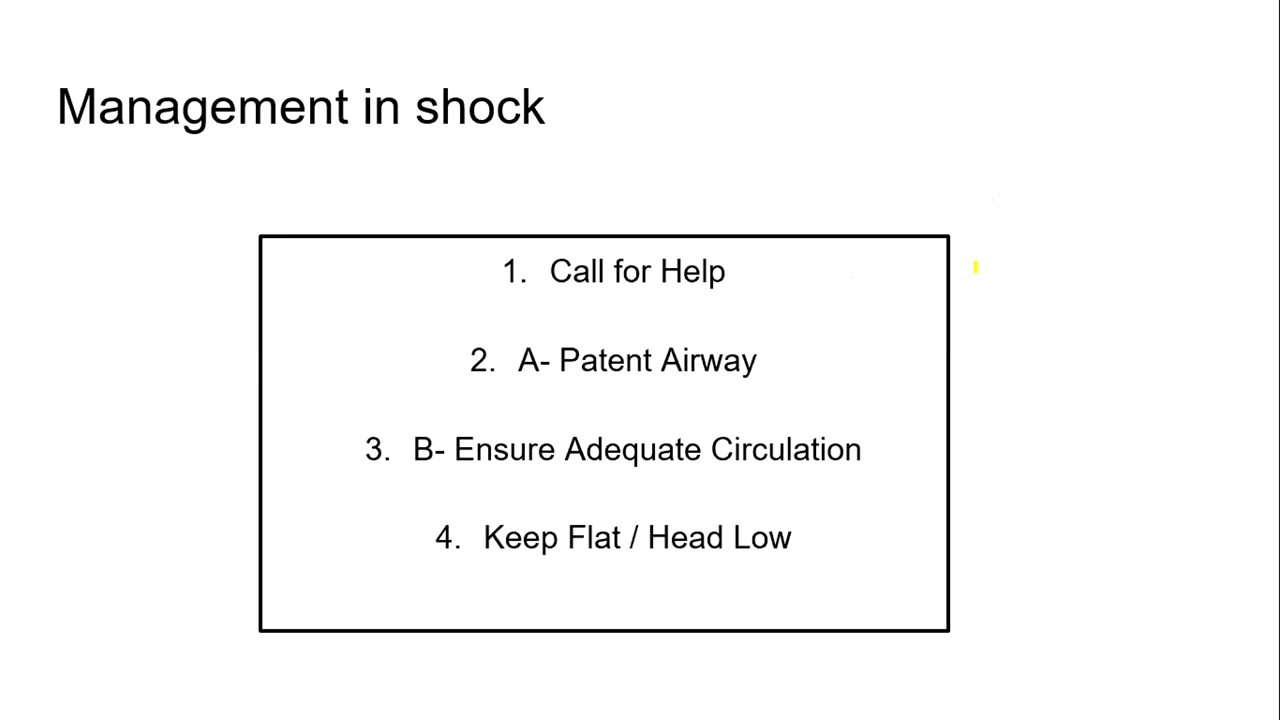 Management in shock
1. Call for Help
2. A- Patent Airway
3. B- Ensure Adequate Circulation
4. Keep Flat / Head Low